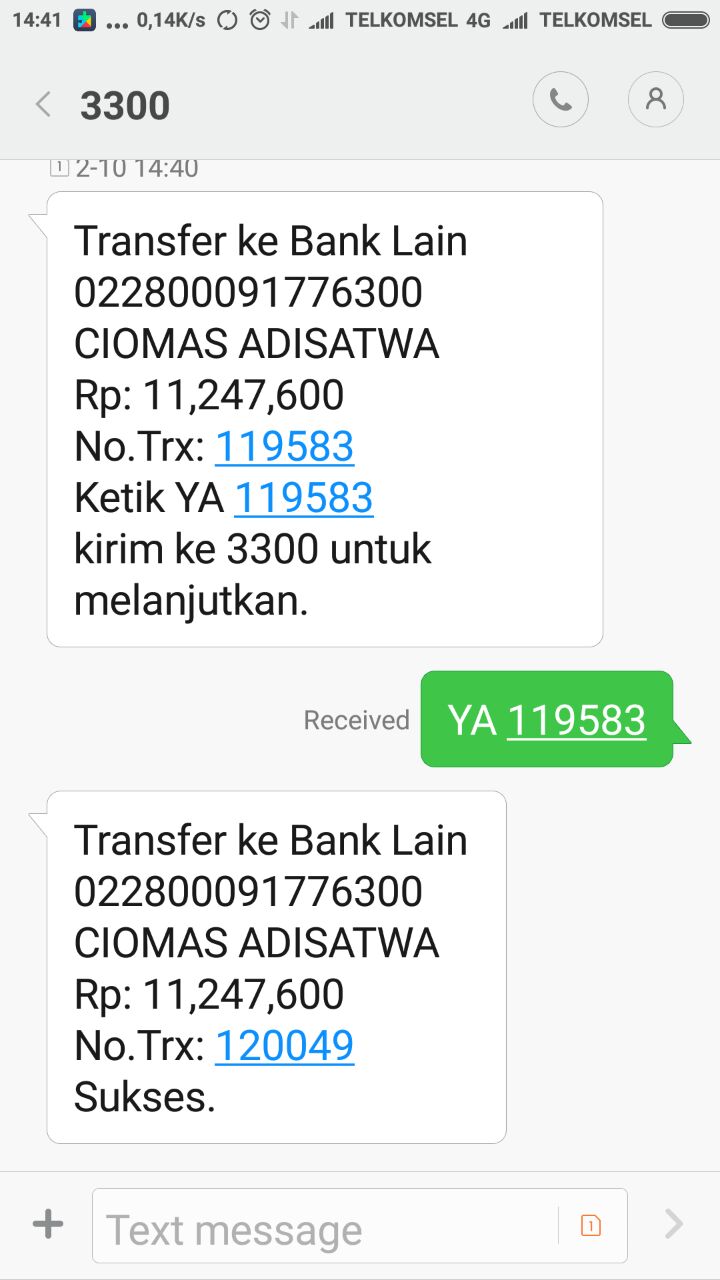 14:41 ... 0,14K/s TELKOMSEL 4G TELKOMSEL
3300
1 2-10 14:40
Transfer ke Bank Lain
022800091776300
CIOMAS ADISATWA
Rp: 11,247,600
No.Trx: 119583
Ketik YA 119583
kirim ke 3300 untuk
melanjutkan.
Received YA 119583
Transfer ke Bank Lain
022800091776300
CIOMAS ADISATWA
Rp: 11,247,600
No.Trx: 120049
Sukses.
+ Text message 1